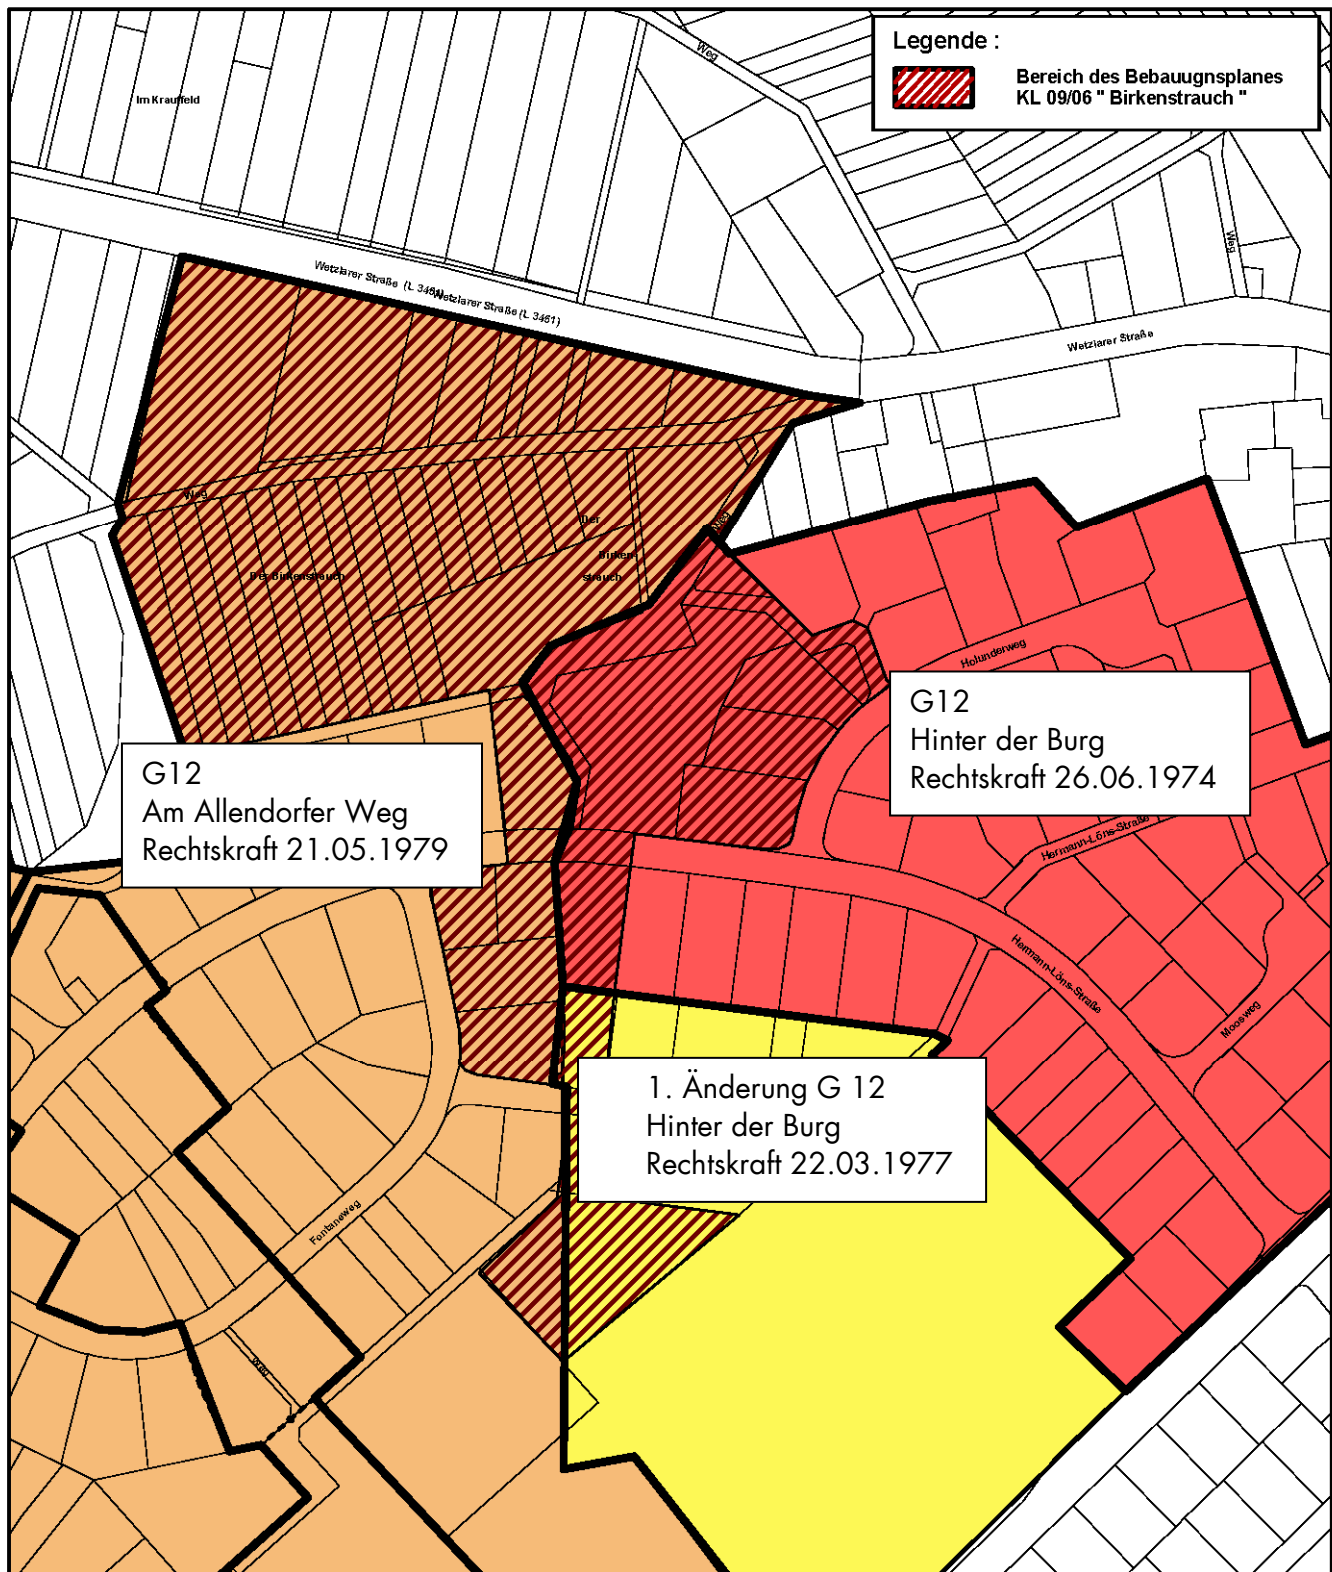 Legende :
Bereich des Bebauugnsplanes
KL 09/06 " Birkenstrauch "
Weg
Im Krauffeld
Weg
Wetzlarer Straße (L 3461)
Wetzlarer Straße (L 3461)
Wetzlarer Straße
Weg
Weg
Der
Birken-
strauch
Der Birkenstrauch
Holunderweg
G12
Hinter der Burg
Rechtskraft 26.06.1974
G12
Am Allendorfer Weg
Rechtskraft 21.05.1979
Hermann-Löns-Straße
Hermann-Löns-Straße
Moosweg
1. Änderung G 12
Hinter der Burg
Rechtskraft 22.03.1977
Fontaneweg
Weg